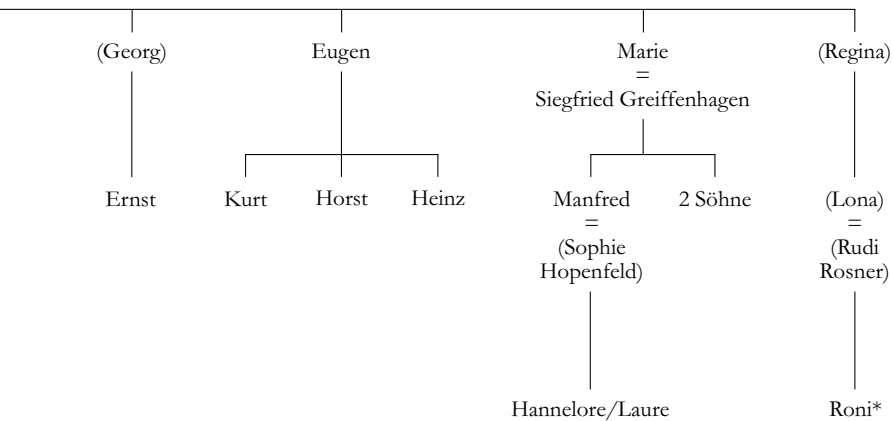 (Georg) Eugen Marie (Regina)
=
Siegfried Greiffenhagen
Ernst Kurt Horst Heinz Manfred 2 Söhne (Lona)
= =
(Sophie (Rudi
Hopenfeld) Rosner)
Hannelore/Laure Roni*